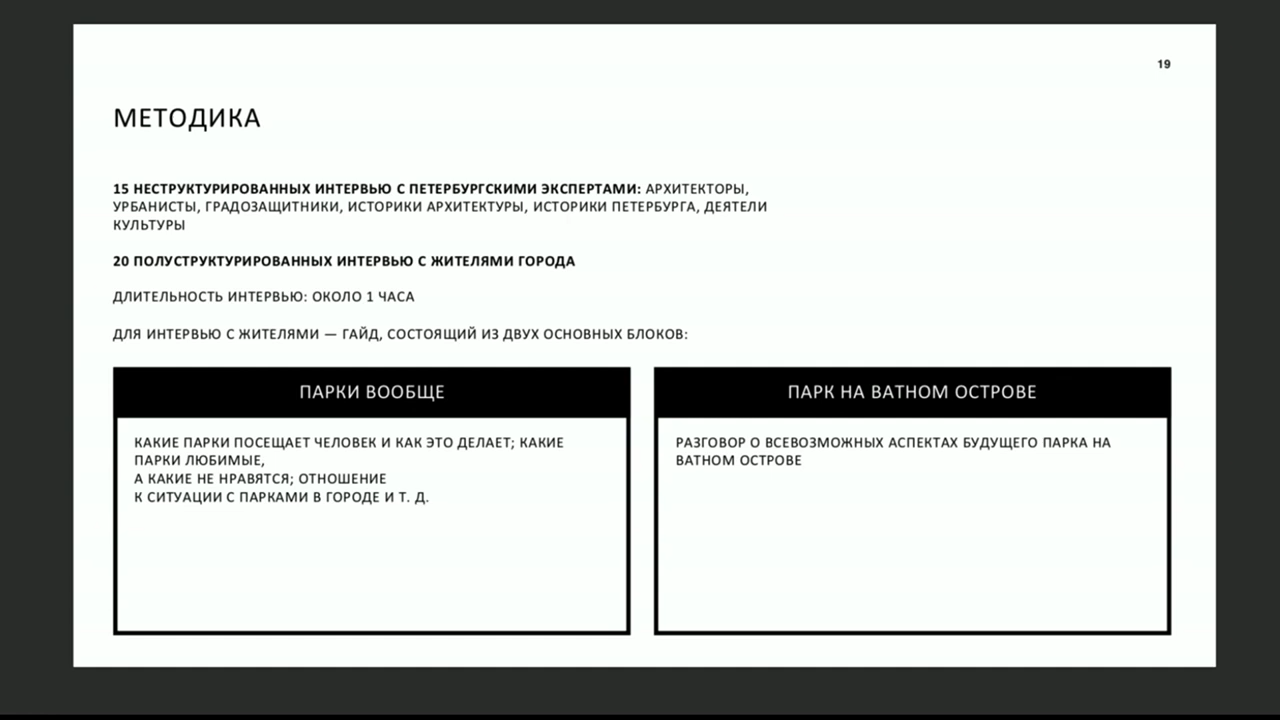 19
МЕТОДИКА
15 НЕСТРУКТУРИРОВАННЫХ ИНТЕРВЬЮ С ПЕТЕРБУРГСКИМИ ЭКСПЕРТАМИ: АРХИТЕКТОРЫ,
УРБАНИСТЫ, ГРАДОЗАЩИТНИКИ, ИСТОРИКИ АРХИТЕКТУРЫ, ИСТОРИКИ ПЕТЕРБУРГА, ДЕЯТЕЛИ
КУЛЬТУРЫ
20 ПОЛУСТРУКТУРИРОВАННЫХ ИНТЕРВЬЮ С ЖИТЕЛЯМИ ГОРОДА
ДЛИТЕЛЬНОСТЬ ИНТЕРВЬЮ: ОКОЛО 1 ЧАСА
ДЛЯ ИНТЕРВЬЮ С ЖИТЕЛЯМИ — ГАЙД, СОСТОЯЩИЙ ИЗ ДВУХ ОСНОВНЫХ БЛОКОВ:
ПАРКИ ВООБЩЕ
КАКИЕ ПАРКИ ПОСЕЩАЕТ ЧЕЛОВЕК И КАК ЭТО ДЕЛАЕТ; КАКИЕ
ПАРКИ ЛЮБИМЫЕ,
А КАКИЕ НЕ НРАВЯТСЯ; ОТНОШЕНИЕ
К СИТУАЦИИ С ПАРКАМИ В ГОРОДЕ И Т. Д.
ПАРК НА ВАТНОМ ОСТРОВЕ
РАЗГОВОР О ВСЕВОЗМОЖНЫХ АСПЕКТАХ БУДУЩЕГО ПАРКА НА
ВАТНОМ ОСТРОВЕ